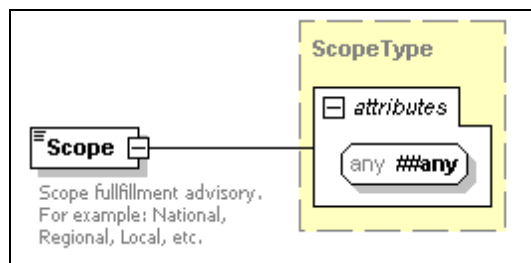 ScopeType
attributes
Scope
any ##any
Scope fullfillment advisory.
For example: National,
Regional, Local, etc.